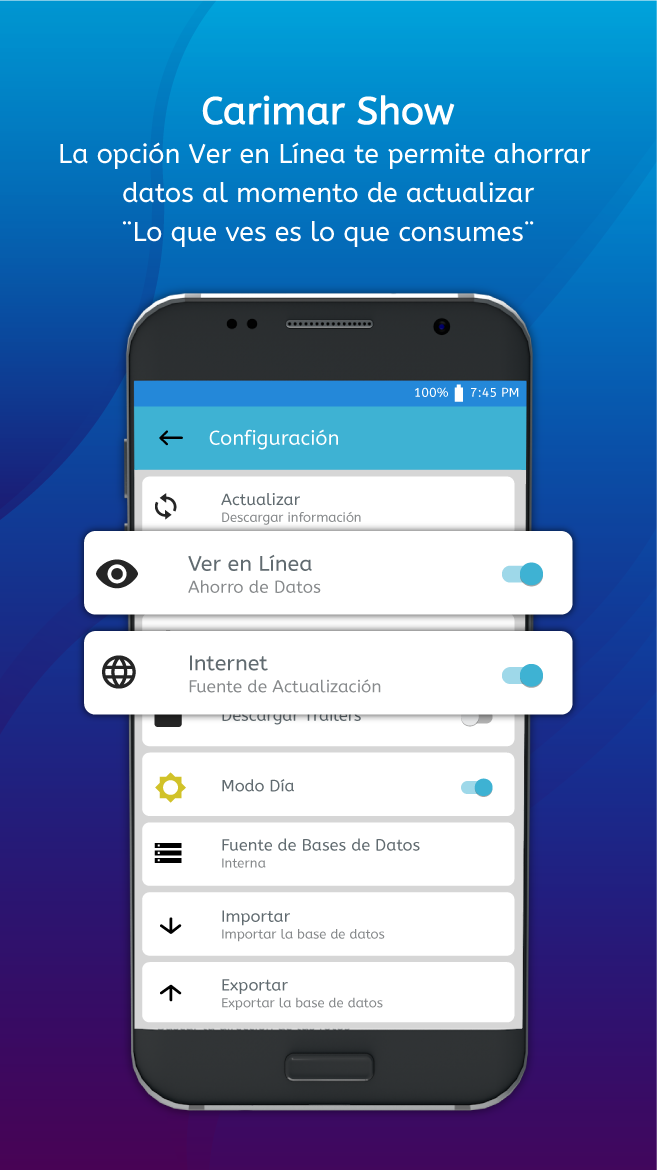 Carimar Show
La opción Ver en Línea te permite ahorrar
datos al momento de actualizar
¨Lo que ves es lo que consumes¨
100% 7:45 PM
Configuración
Actualizar
Descargar información
Ver en Línea
Ahorro de Datos
Internet
Fuente de Actualización
Descargar Trailers
Modo Día
Fuente de Bases de Datos
Interna
Importar
Importar la base de datos
Exportar
Exportar la base de datos